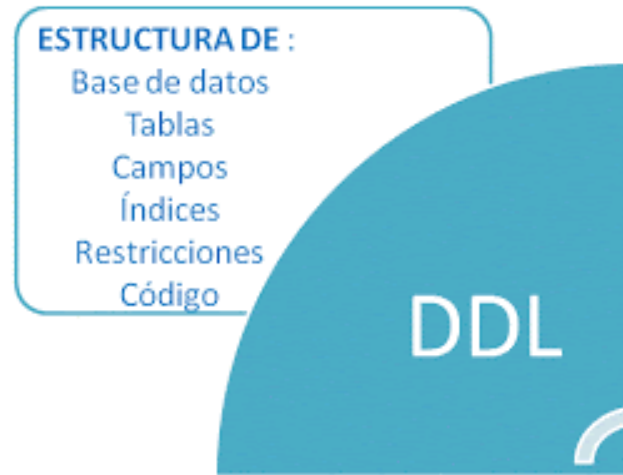 ESTRUCTURA DE :
Base de datos
Tablas
Campos
Índices
Restricciones
Código
DDL